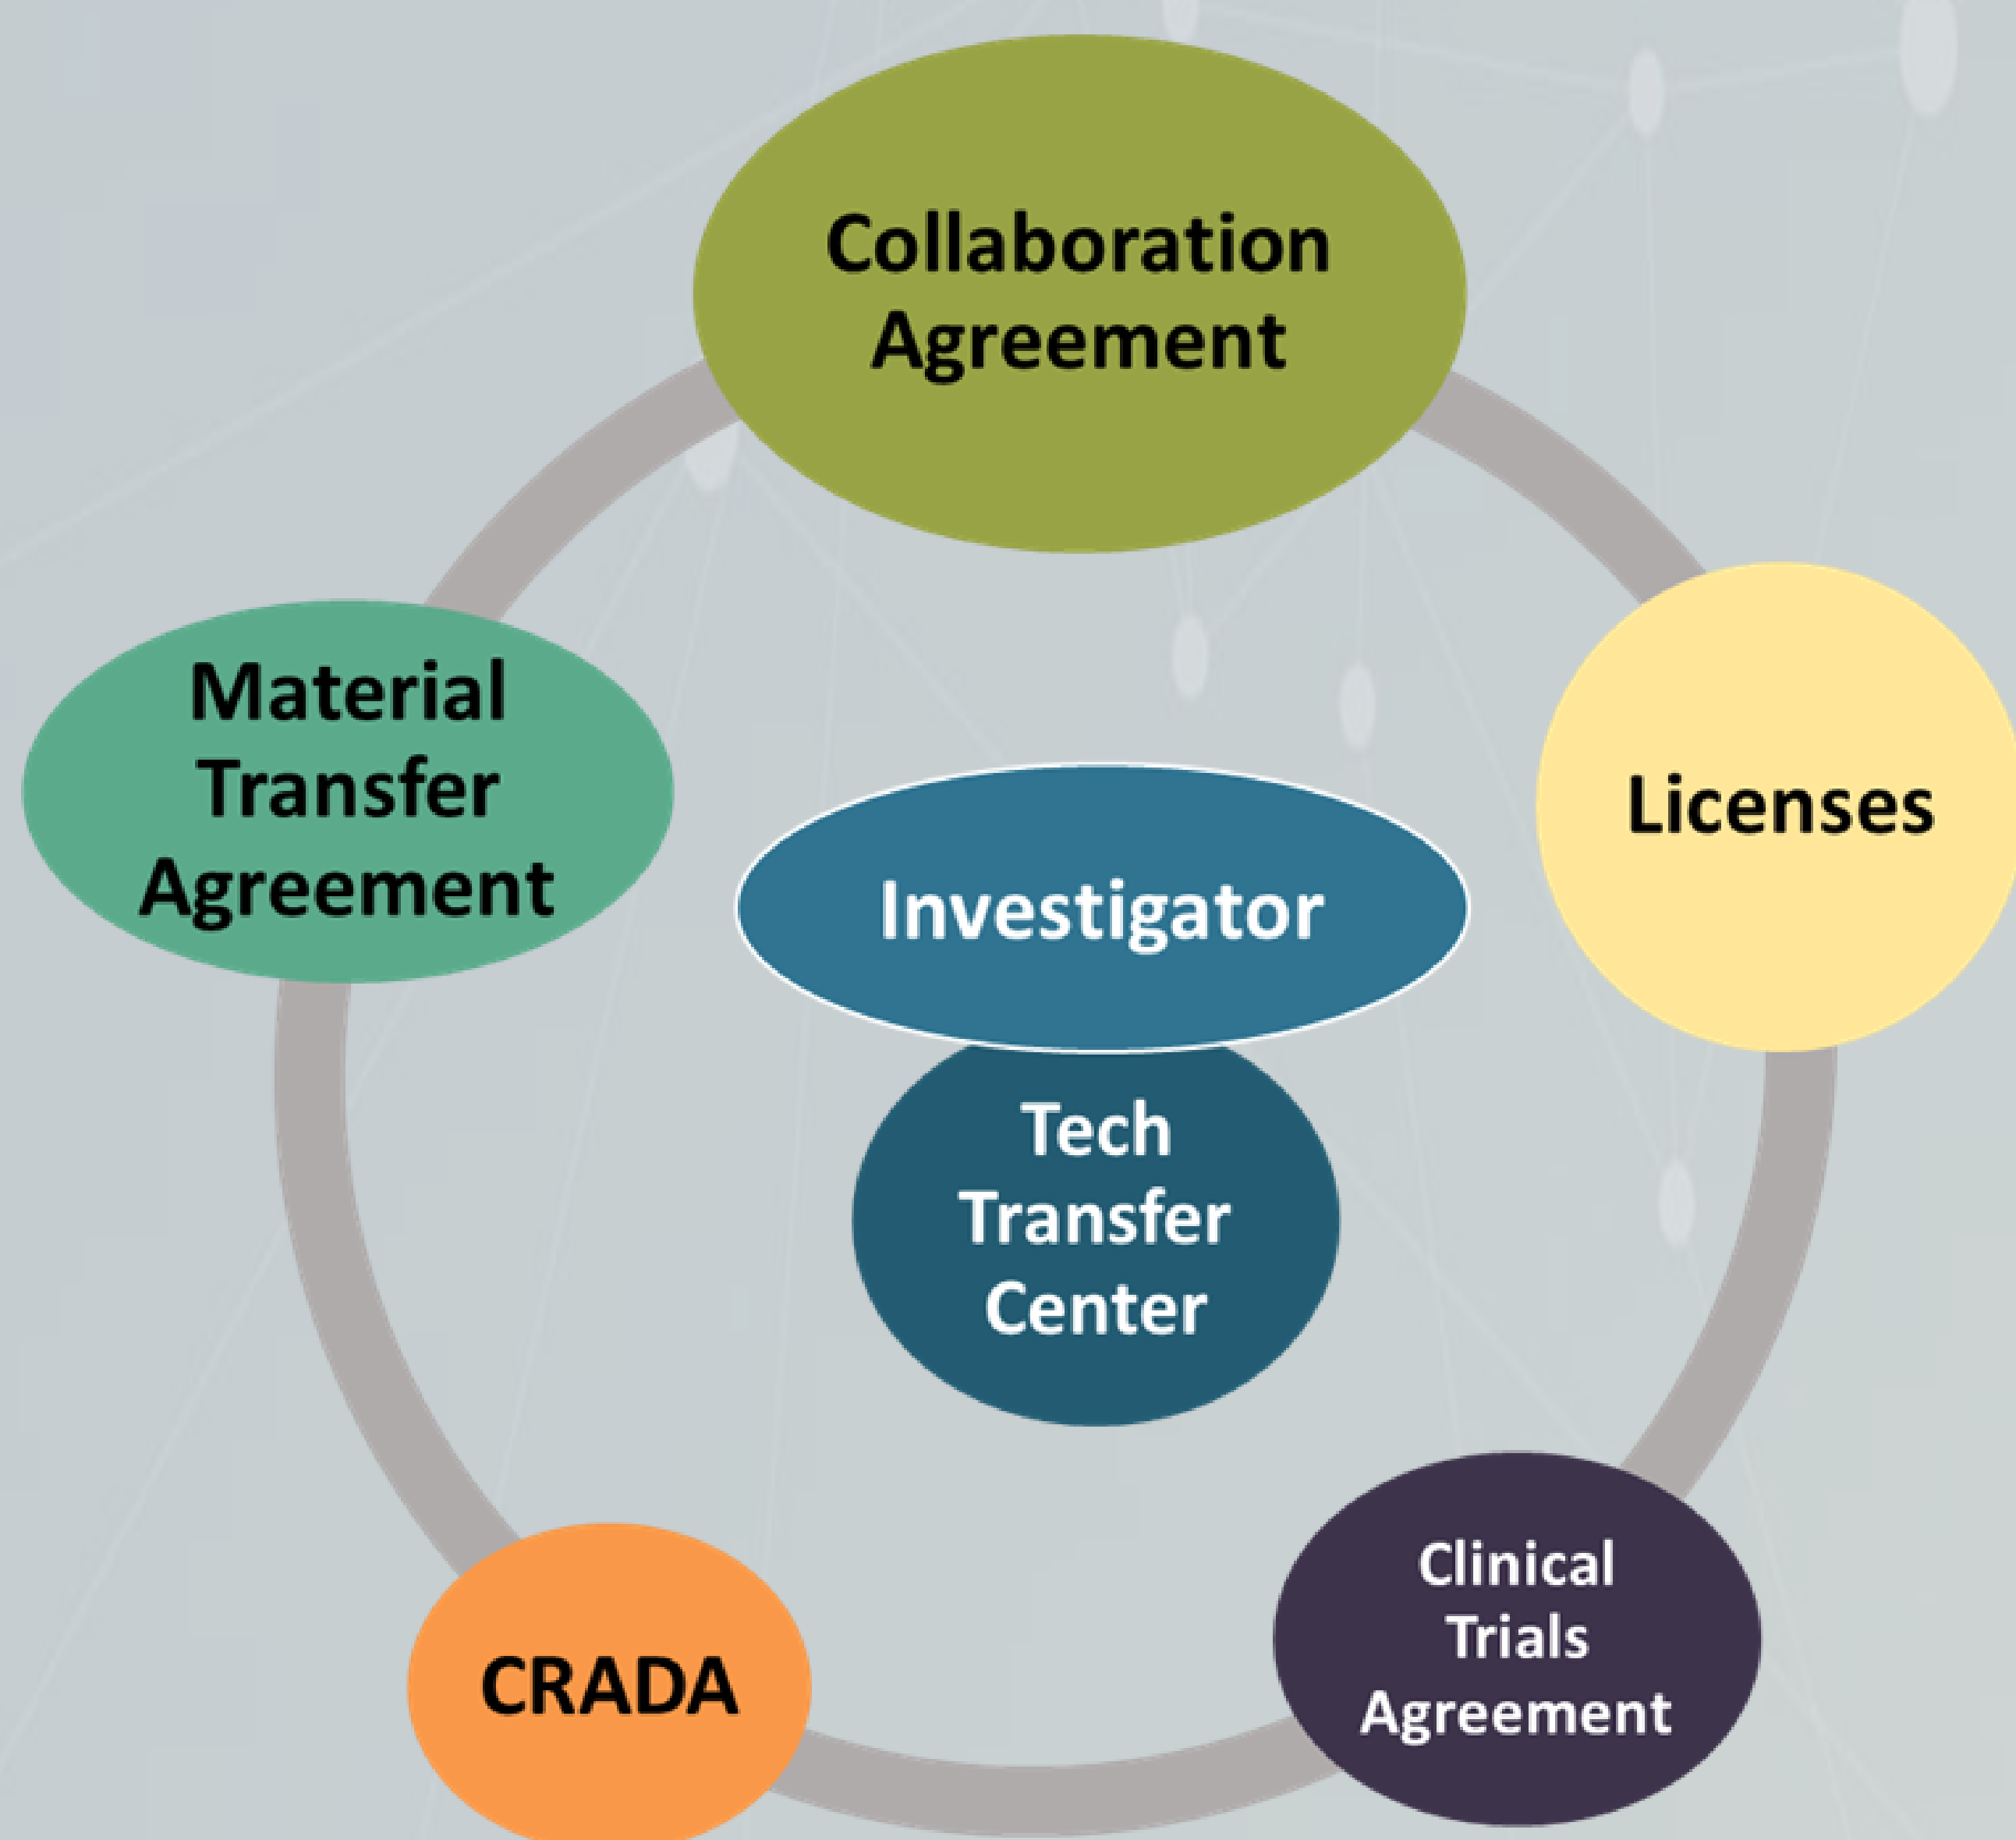 Collaboration
Agreement
Material
Transfer
Agreement
Licenses
Investigator
Tech
Transfer
Center
CRADA
Clinical
Trials
Agreement